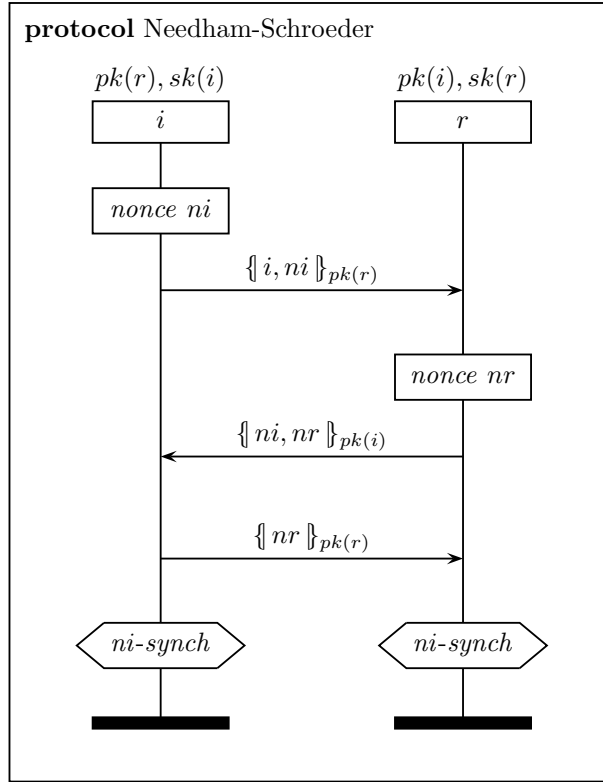 protocol Needham-Schroeder
pk(r), sk(i)
pk(i), sk(r)
i
r
nonce ni
{| i, ni |}pk(r)
nonce nr
{| ni, nr |}pk(i)
{| nr |}pk(r)
ni-synch
ni-synch